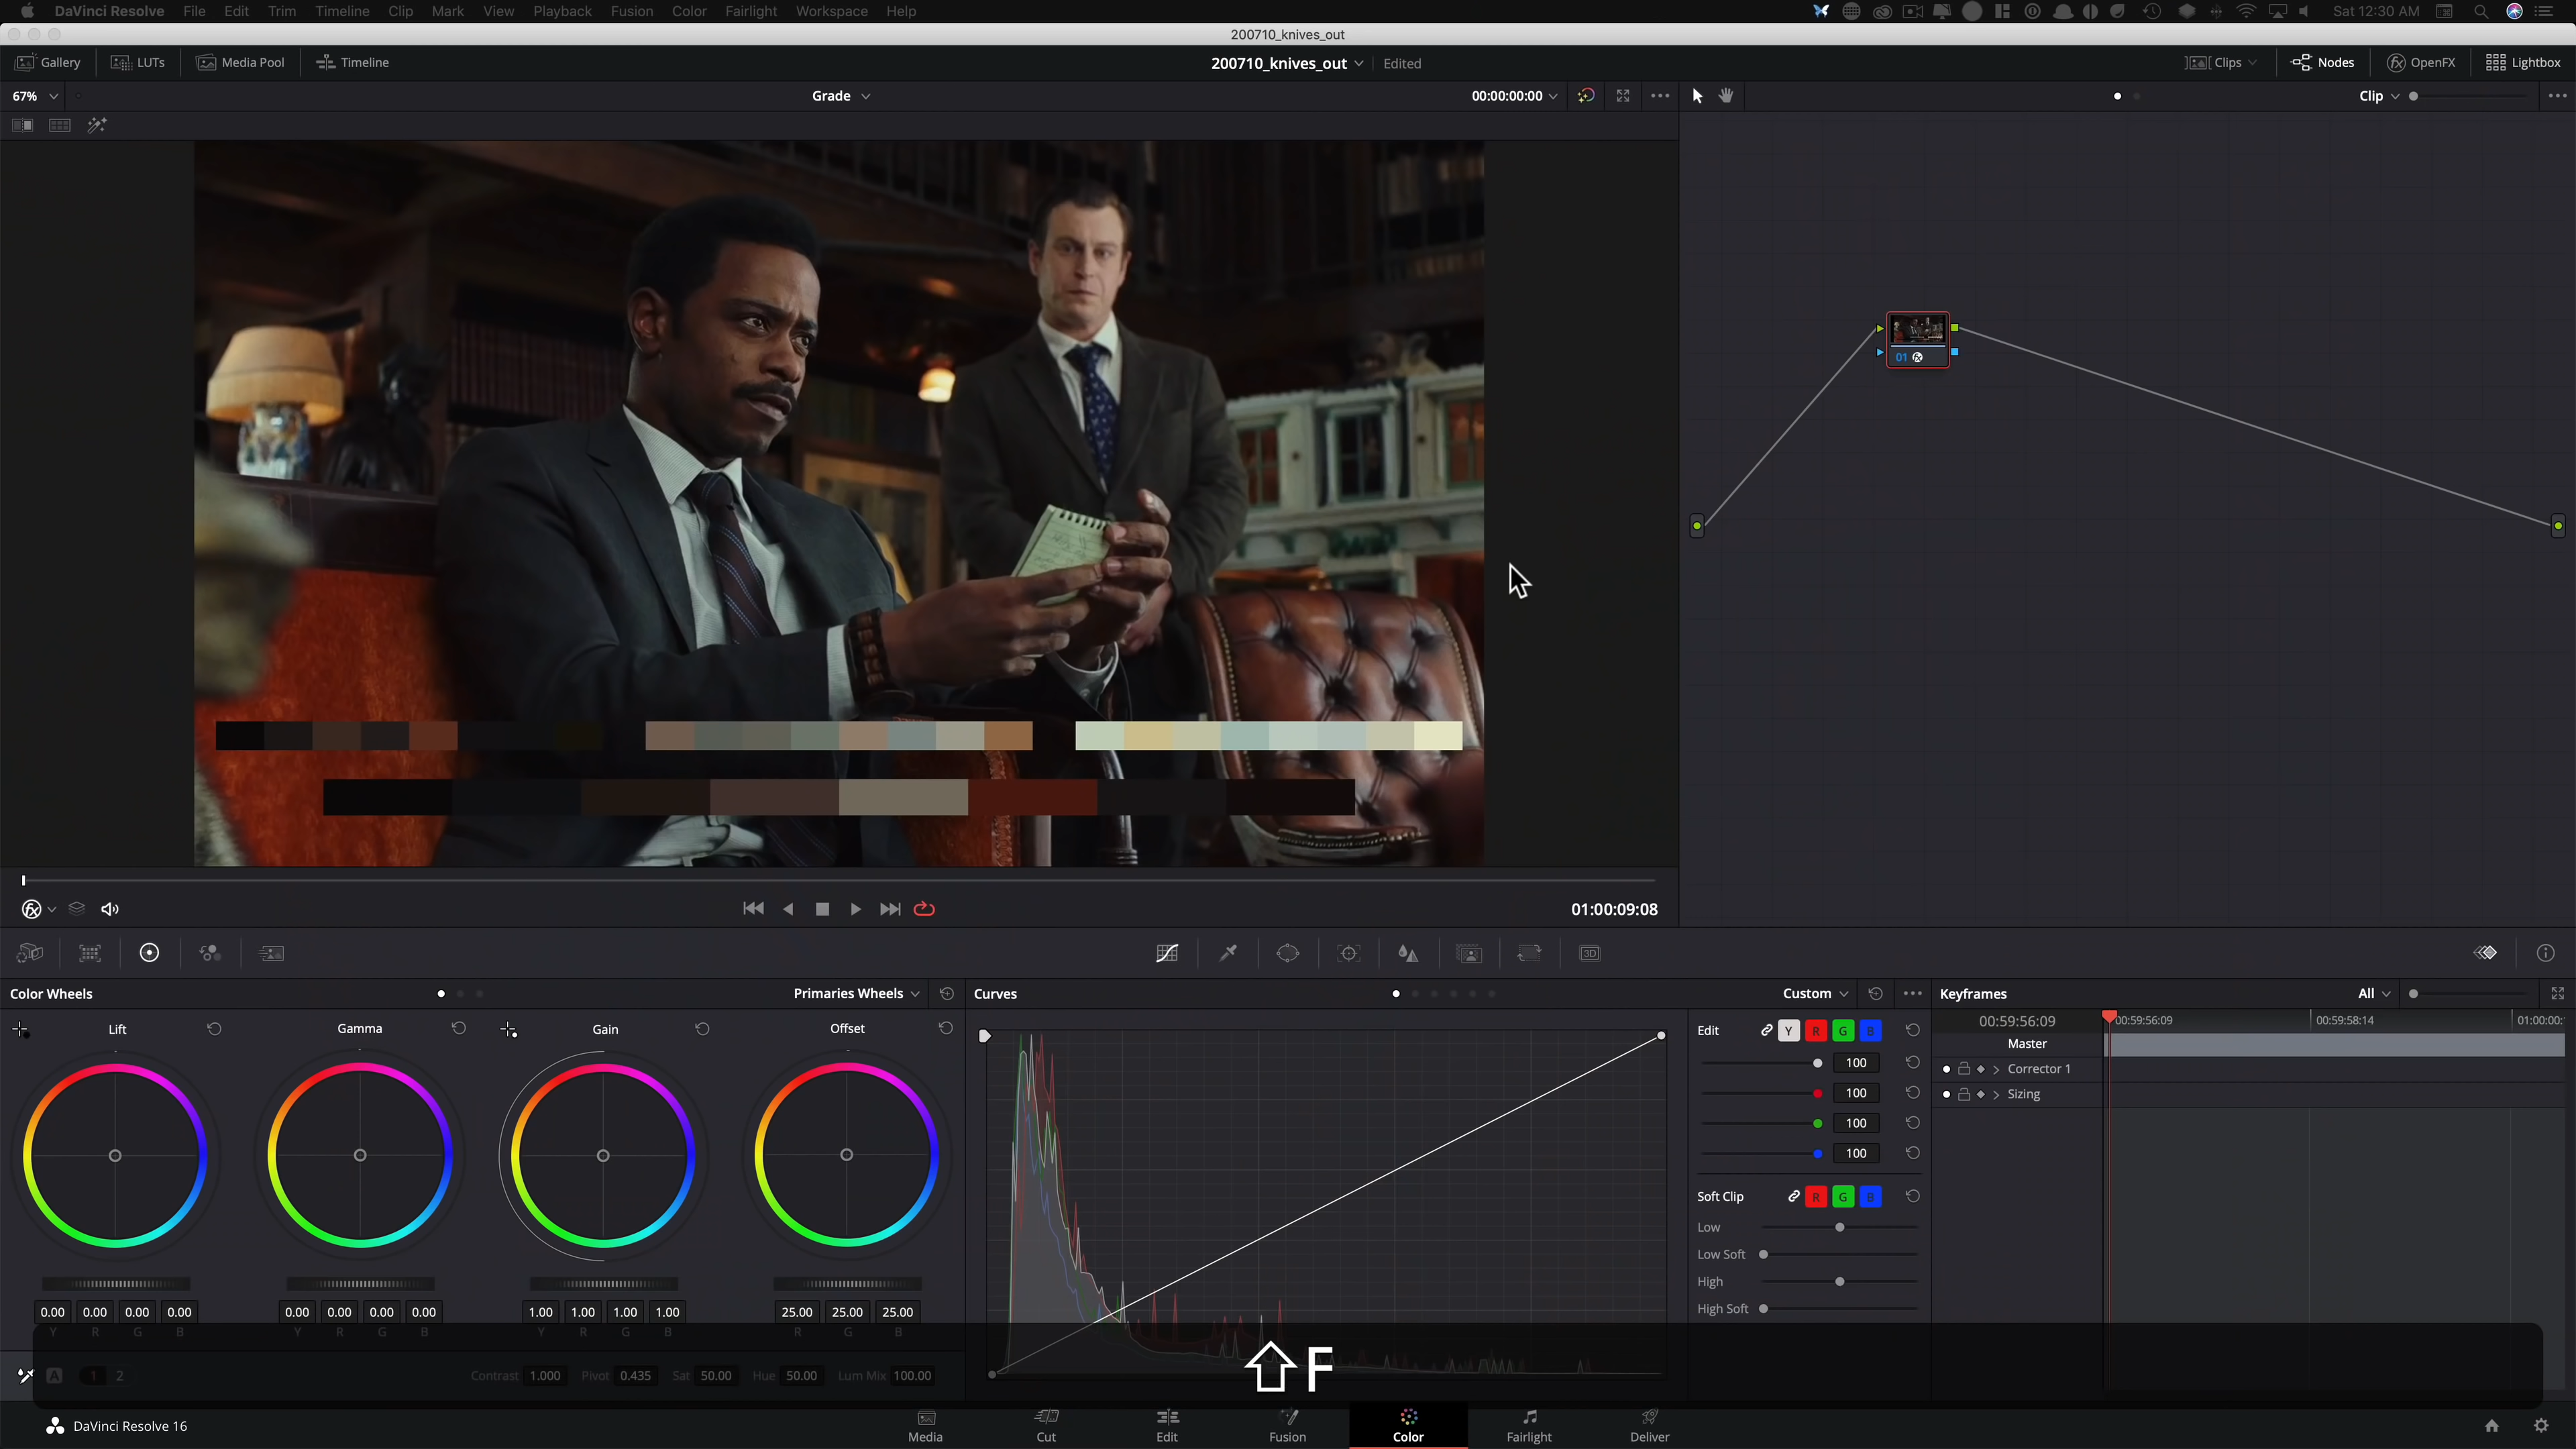 DaVinci Resolve File Edit Trim Timeline Clip Mark View Playback Fusion Color Fairlight Workspace Help Sat 12:30 AM
200710_knives_out
Gallery LUTs Media Pool Timeline 200710_knives_out Edited Clips Nodes OpenFX Lightbox
67% Grade 00:00:00:00 Clip
01
01:00:09:08
3D
Color Wheels Primaries Wheels Curves Custom Keyframes All
Lift Gamma Gain Offset Edit Y R G B 00:59:56:09 00:59:56:09 00:59:58:14 01:00:00:
Master
100 Corrector 1
100 Sizing
100
100
Soft Clip R G B
Low
Low Soft
High
High Soft
0.00 0.00 0.00 0.00 0.00 0.00 0.00 0.00 1.00 1.00 1.00 1.00 25.00 25.00 25.00
Y R G B Y R G B Y R G B R G B
A 1 2 Contrast 1.000 Pivot 0.435 Sat 50.00 Hue 50.00 Lum Mix 100.00 F
DaVinci Resolve 16 Media Cut Edit Fusion Color Fairlight Deliver